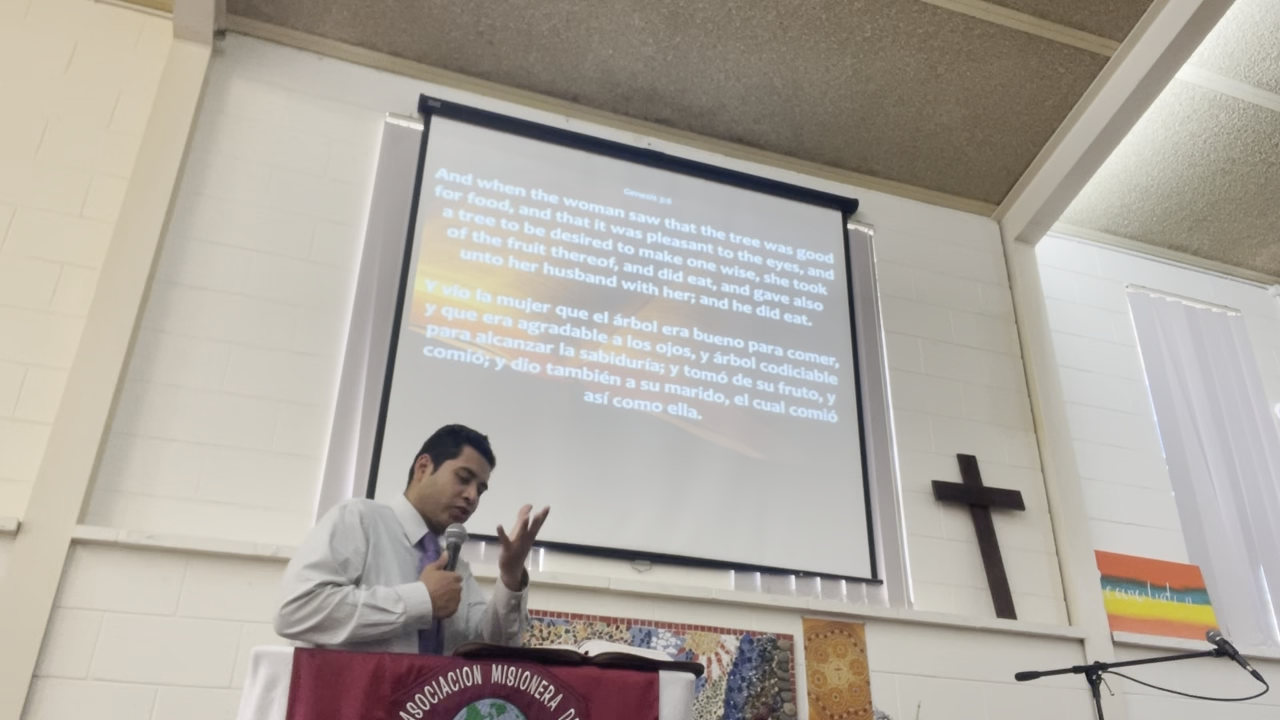 Genesis 3:6
And when the woman saw that the tree was good
for food, and that it was pleasant to the eyes, and
a tree to be desired to make one wise, she took
of the fruit thereof, and did eat, and gave also
unto her husband with her; and he did eat.
Y vio la mujer que el árbol era bueno para comer,
y que era agradable a los ojos, y árbol codiciable
para alcanzar la sabiduría; y tomó de su fruto, y
comió; y dio también a su marido, el cual comió
así como ella.
ASOCIACION MISIONERA DE